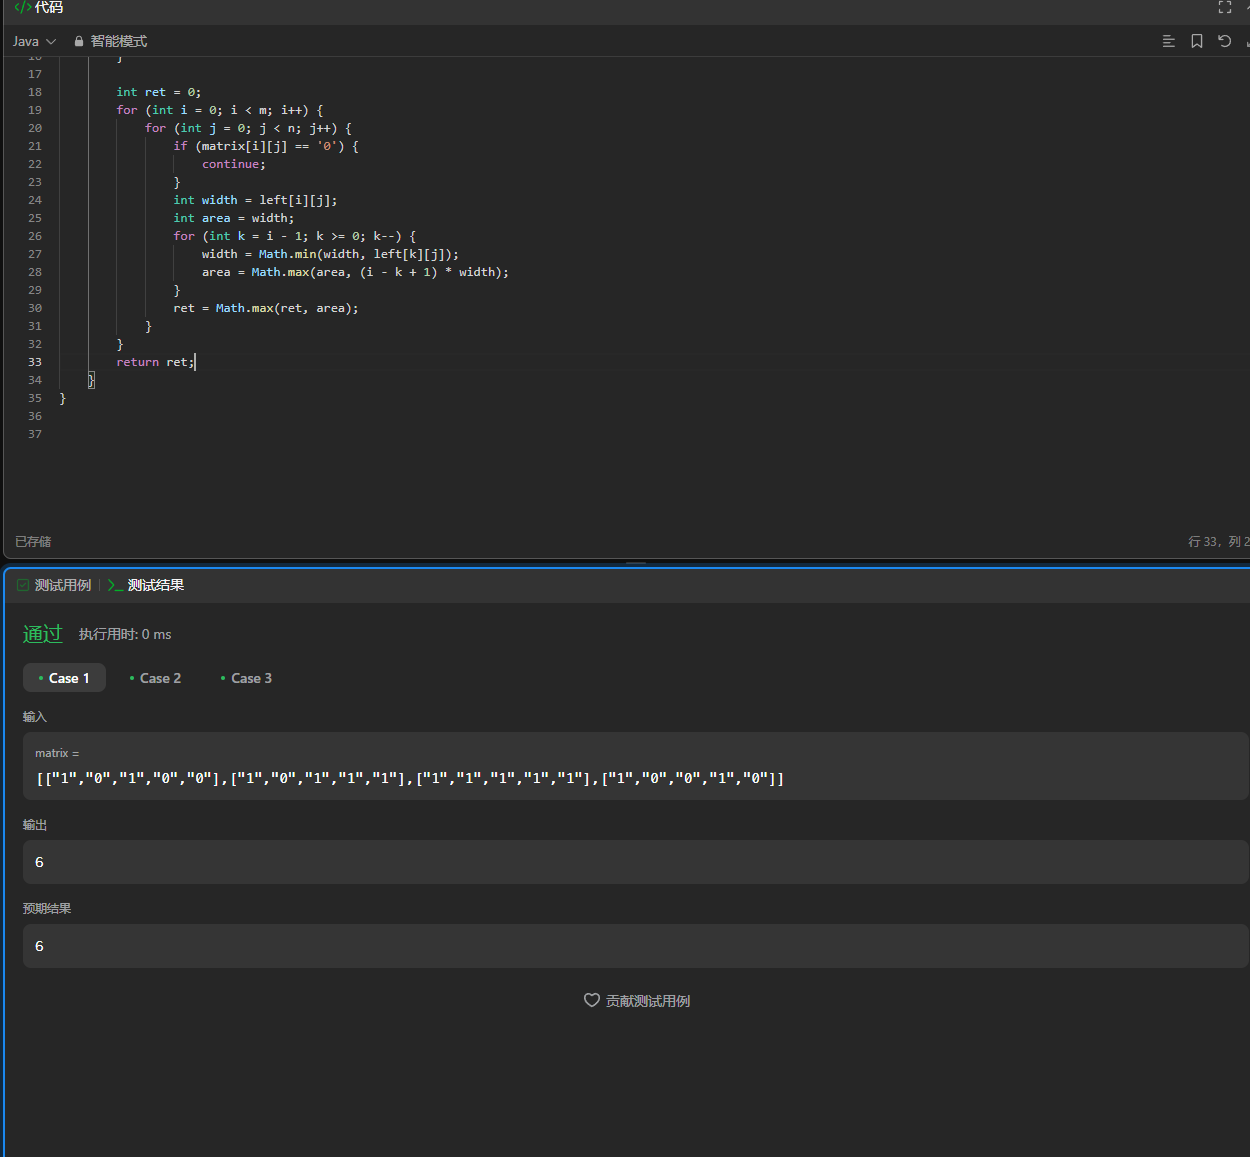 </> 代码
Java 智能模式
16 }
17
18 int ret = 0;
19 for (int i = 0; i < m; i++) {
20 for (int j = 0; j < n; j++) {
21 if (matrix[i][j] == '0') {
22 continue;
23 }
24 int width = left[i][j];
25 int area = width;
26 for (int k = i - 1; k >= 0; k--) {
27 width = Math.min(width, left[k][j]);
28 area = Math.max(area, (i - k + 1) * width);
29 }
30 ret = Math.max(ret, area);
31 }
32 }
33 return ret;
34 }
35 }
36
37
已存储 行 33，列 2
测试用例 | >_ 测试结果
通过 执行用时: 0 ms
• Case 1 • Case 2 • Case 3
输入
matrix =
[["1","0","1","0","0"],["1","0","1","1","1"],["1","1","1","1","1"],["1","0","0","1","0"]]
输出
6
预期结果
6
贡献测试用例